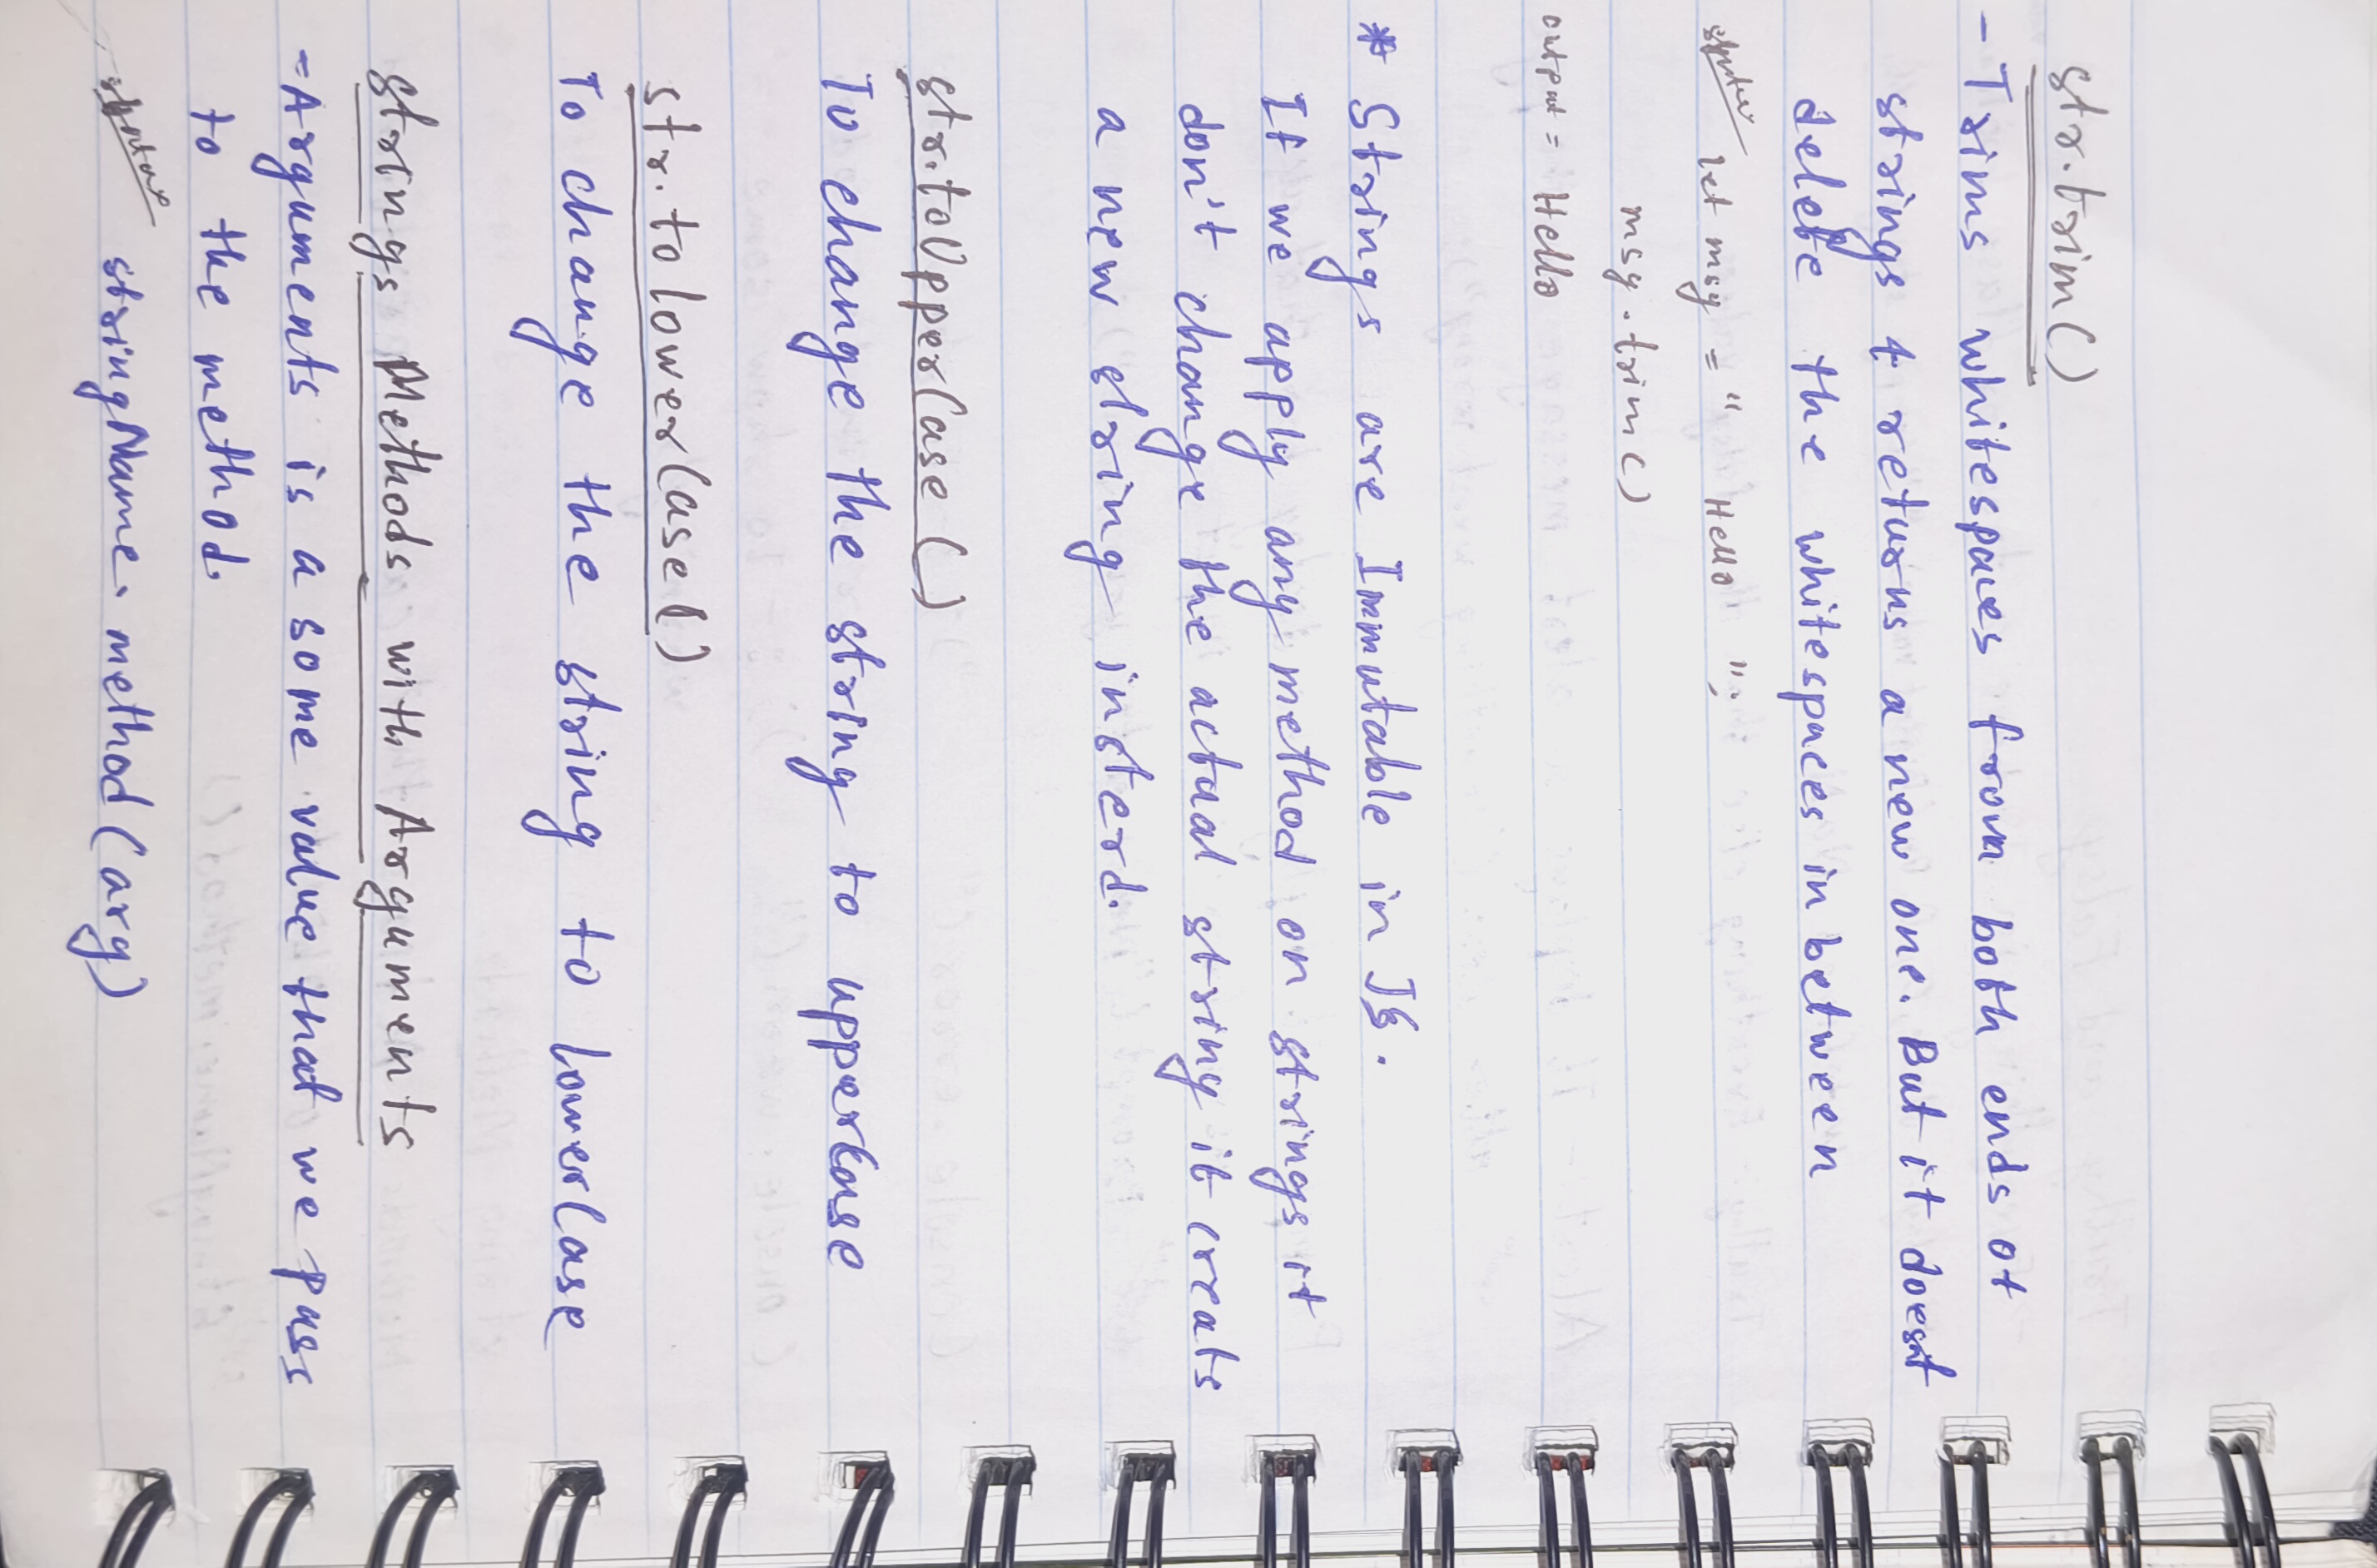 str.trim()
- Trims whitespaces from both ends of
strings & returns a new one. But it doesnt
delete the whitespaces in between
syntax let msg = "     Hello     ";
msg.trim()
output = Hello
* Strings are Immutable in JS.
If we apply any method on strings it
don't change the actual string it creats
a new string insterd.
str.toUpperCase()
To change the string to uppercase
str.tolowerCase()
To change the string to lowerCase
strings Methods with Arguments
- Arguments is a some value that we pass
to the method.
syntax stringName.method(arg)